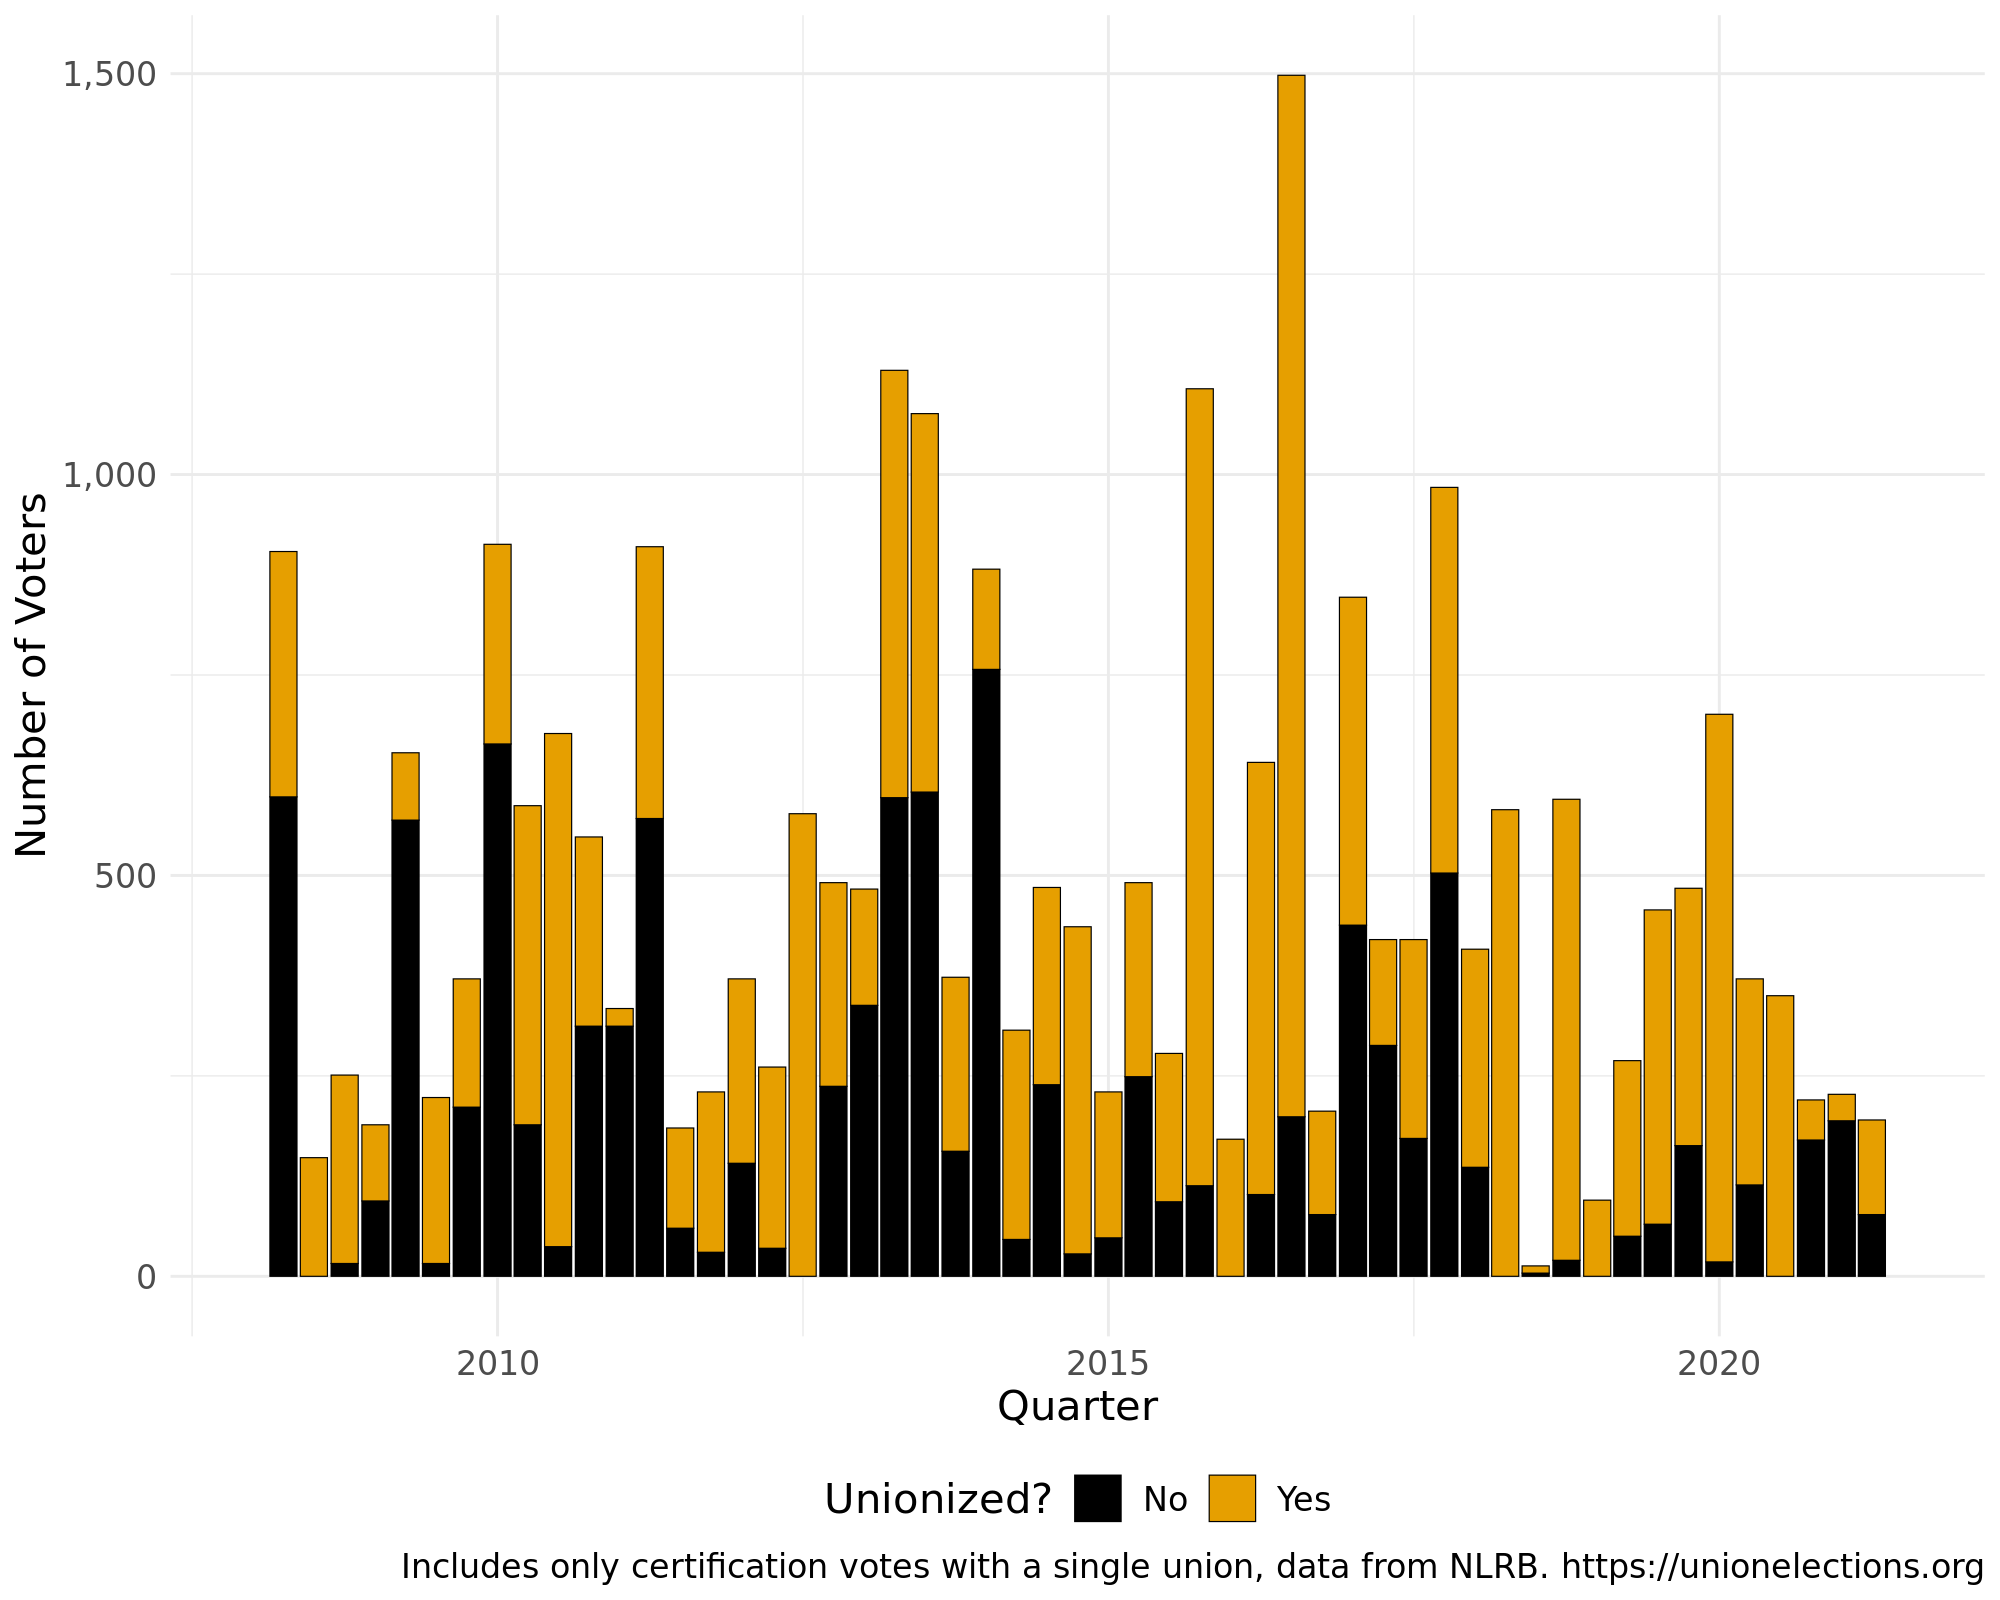 1,500
1,000
500
0
Number of Voters
2010 2015 2020
Quarter
Unionized? No Yes
Includes only certification votes with a single union, data from NLRB. https://unionelections.org